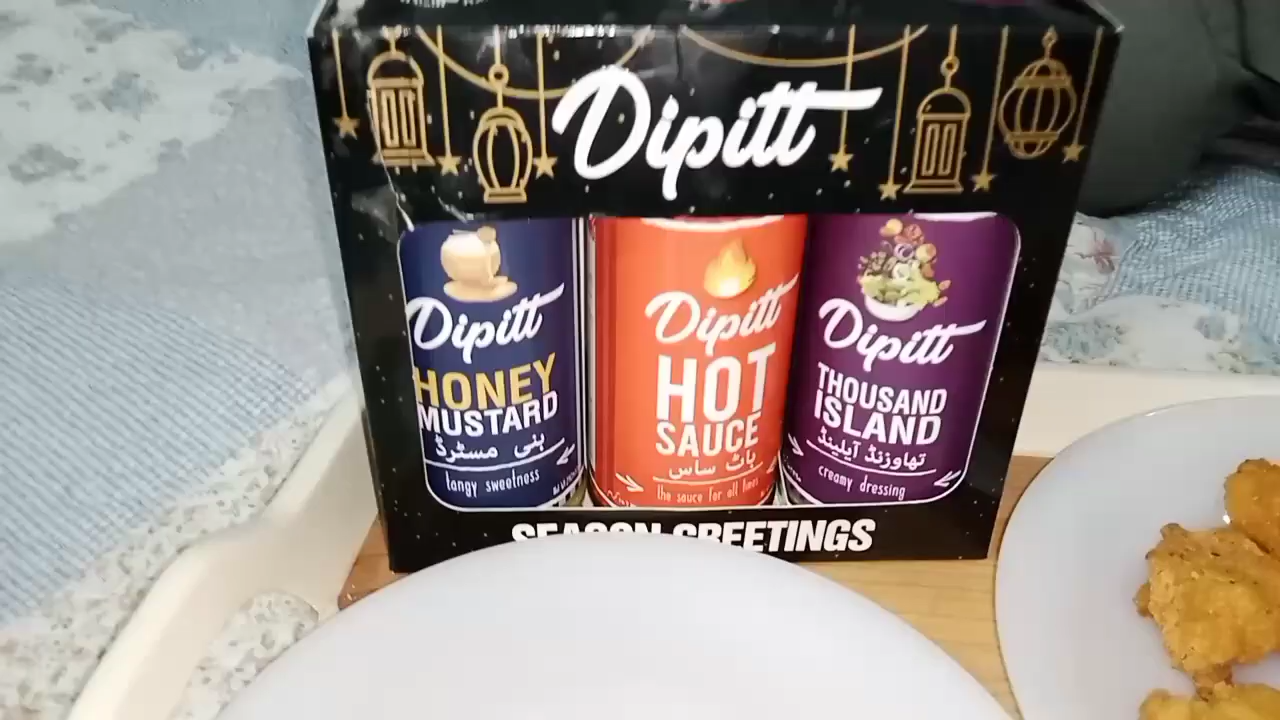 Dipitt
Dipitt
HONEY
MUSTARD
ہنی مسٹرڈ
tangy sweetness
Dipitt
HOT
SAUCE
ہاٹ ساس
the sauce for all times
Dipitt
THOUSAND
ISLAND
تھاوزنڈ آیلینڈ
creamy dressing
SEASON GREETINGS